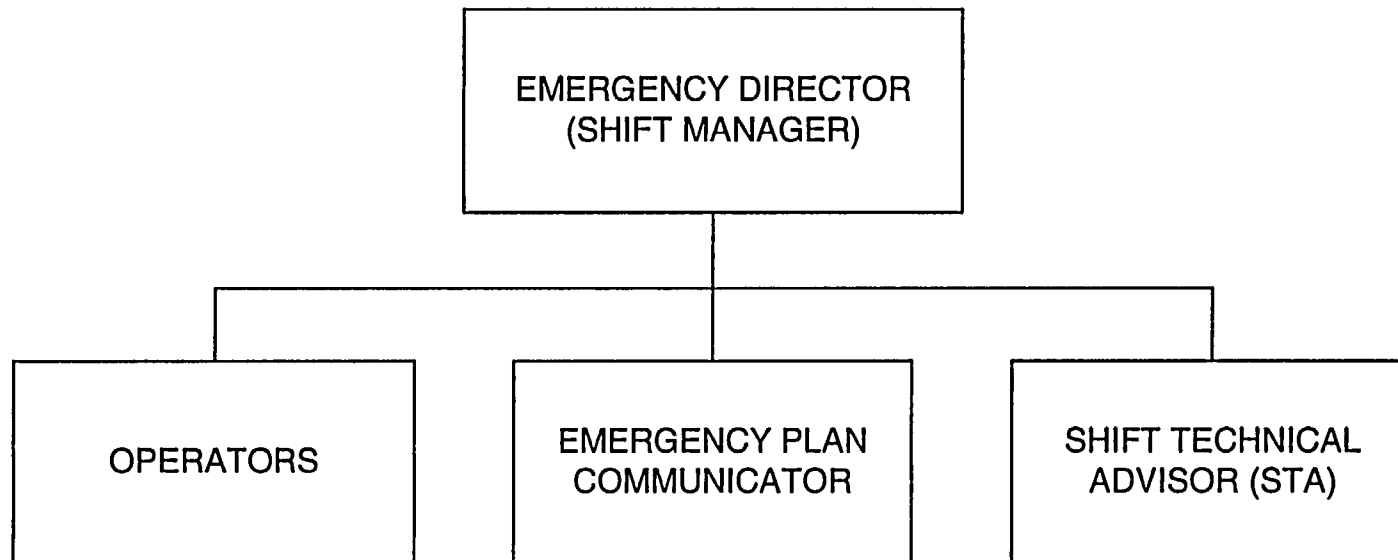 EMERGENCY DIRECTOR
(SHIFT MANAGER)
OPERATORS
EMERGENCY PLAN
COMMUNICATOR
SHIFT TECHNICAL
ADVISOR (STA)